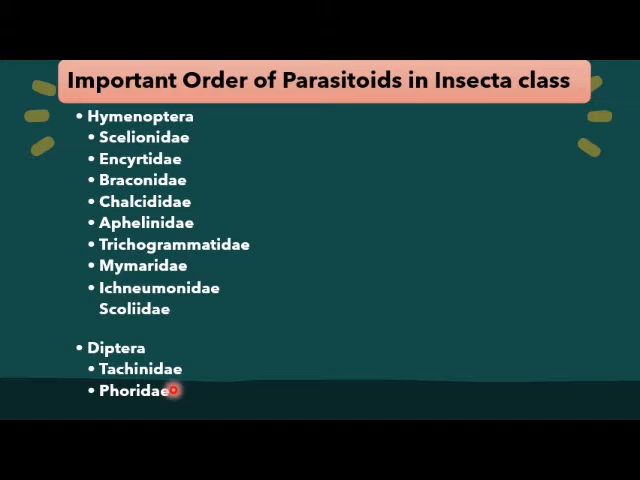 Important Order of Parasitoids in Insecta class
• Hymenoptera
• Scelionidae
• Encyrtidae
• Braconidae
• Chalcididae
• Aphelinidae
• Trichogrammatidae
• Mymaridae
• Ichneumonidae
Scoliidae
• Diptera
• Tachinidae
• Phoridae